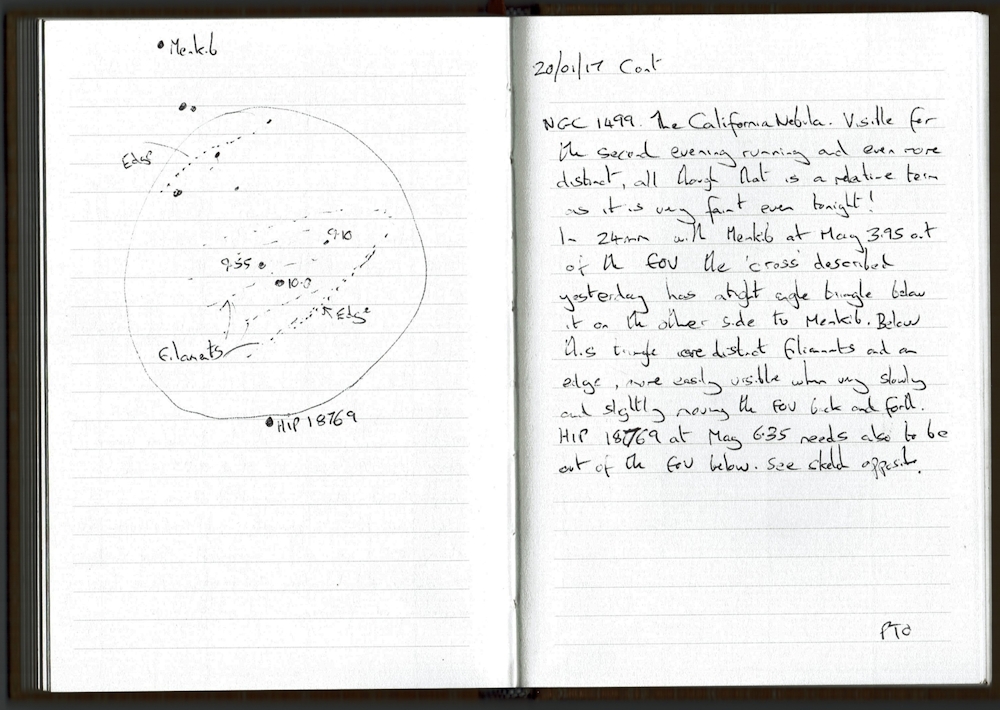 Menkib
Edge
9.10
9.35
10.0
Edge
Filaments
HIP 18769
20/01/17 Cont
NGC 1499. The California Nebula. Visible for
the second evening running and even more
distinct, all though that is a relative term
as it is very faint even tonight!
In 24mm with Menkib at Mag 3.95 out
of the FOV the 'cross' described
yesterday has a right angle triangle below
it on the other side to Menkib. Below
this triangle were distinct filiaments and an
edge, more easily visible when very slowly
and slightly moving the FOV back and forth.
HIP 18769 at Mag 6.35 needs also to be
out of the FOV below. See sketch opposite.
PTO